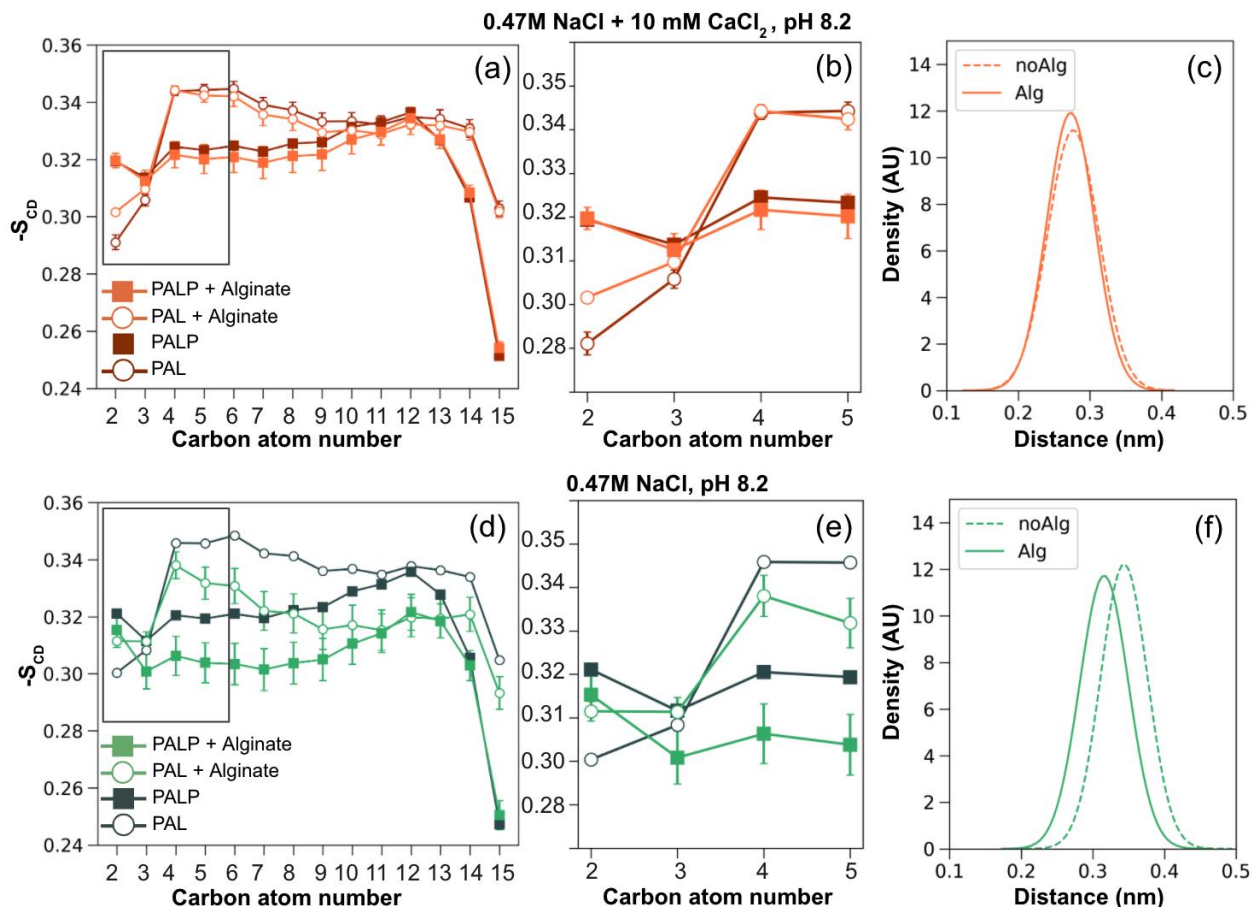 0.47M NaCl + 10 mM CaCl₂, pH 8.2
(a)
0.36
0.34
0.32
0.30
0.28
0.26
0.24
-S_CD
PALP + Alginate
PAL + Alginate
PALP
PAL
2 3 4 5 6 7 8 9 10 11 12 13 14 15
Carbon atom number
(b)
0.35
0.34
0.33
0.32
0.31
0.30
0.28
2 3 4 5
Carbon atom number
(c)
noAlg
Alg
14
12
10
8
6
4
2
0
Density (AU)
0.1 0.2 0.3 0.4 0.5
Distance (nm)
0.47M NaCl, pH 8.2
(d)
0.36
0.34
0.32
0.30
0.28
0.26
0.24
-S_CD
PALP + Alginate
PAL + Alginate
PALP
PAL
2 3 4 5 6 7 8 9 10 11 12 13 14 15
Carbon atom number
(e)
0.35
0.34
0.33
0.32
0.31
0.30
0.28
2 3 4 5
Carbon atom number
(f)
noAlg
Alg
14
12
10
8
6
4
2
0
Density (AU)
0.1 0.2 0.3 0.4 0.5
Distance (nm)